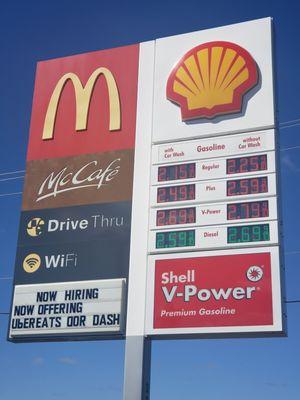 M
McCafé
Drive Thru
WiFi
NOW HIRING
NOW OFFERING
UbEREATS OOR DASH
with Car Wash
Gasoline
without Car Wash
Regular
Plus
V-Power
Diesel
Shell
V-Power®
Premium Gasoline